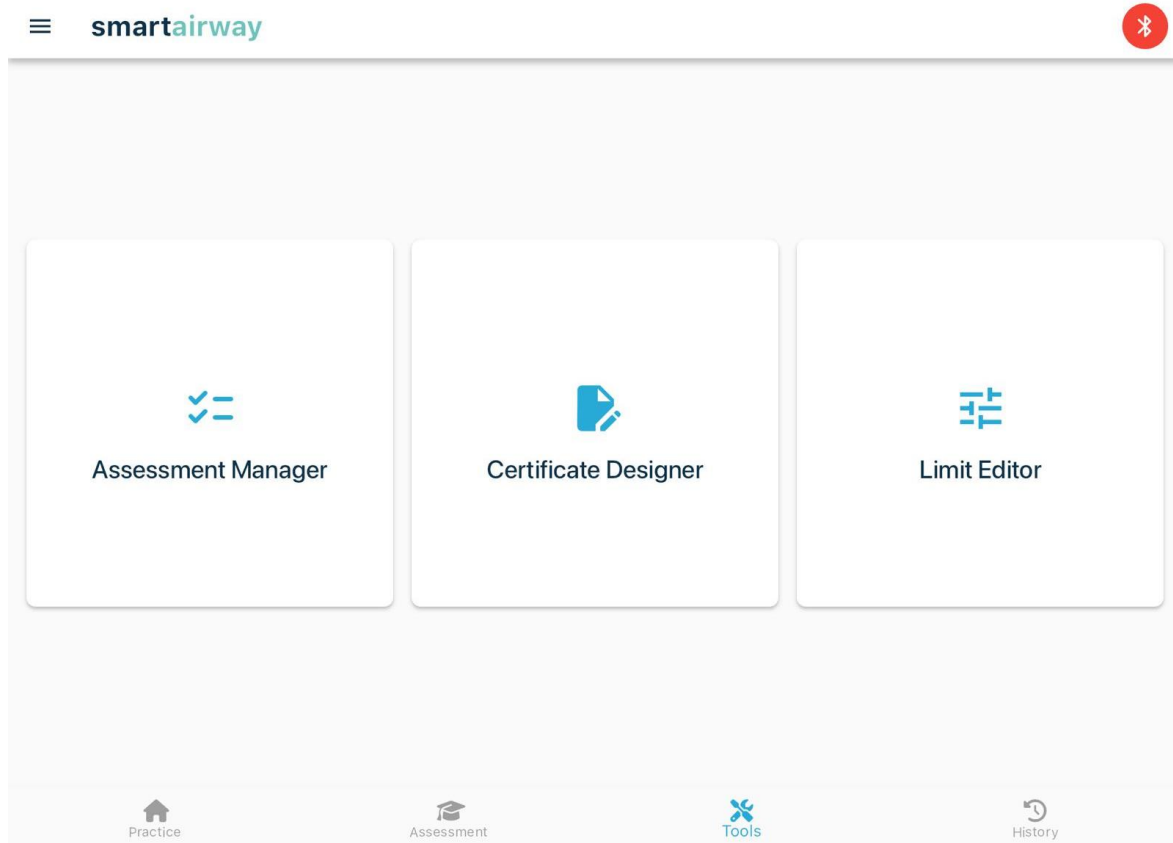 smartairway
Assessment Manager
Certificate Designer
Limit Editor
Practice
Assessment
Tools
History